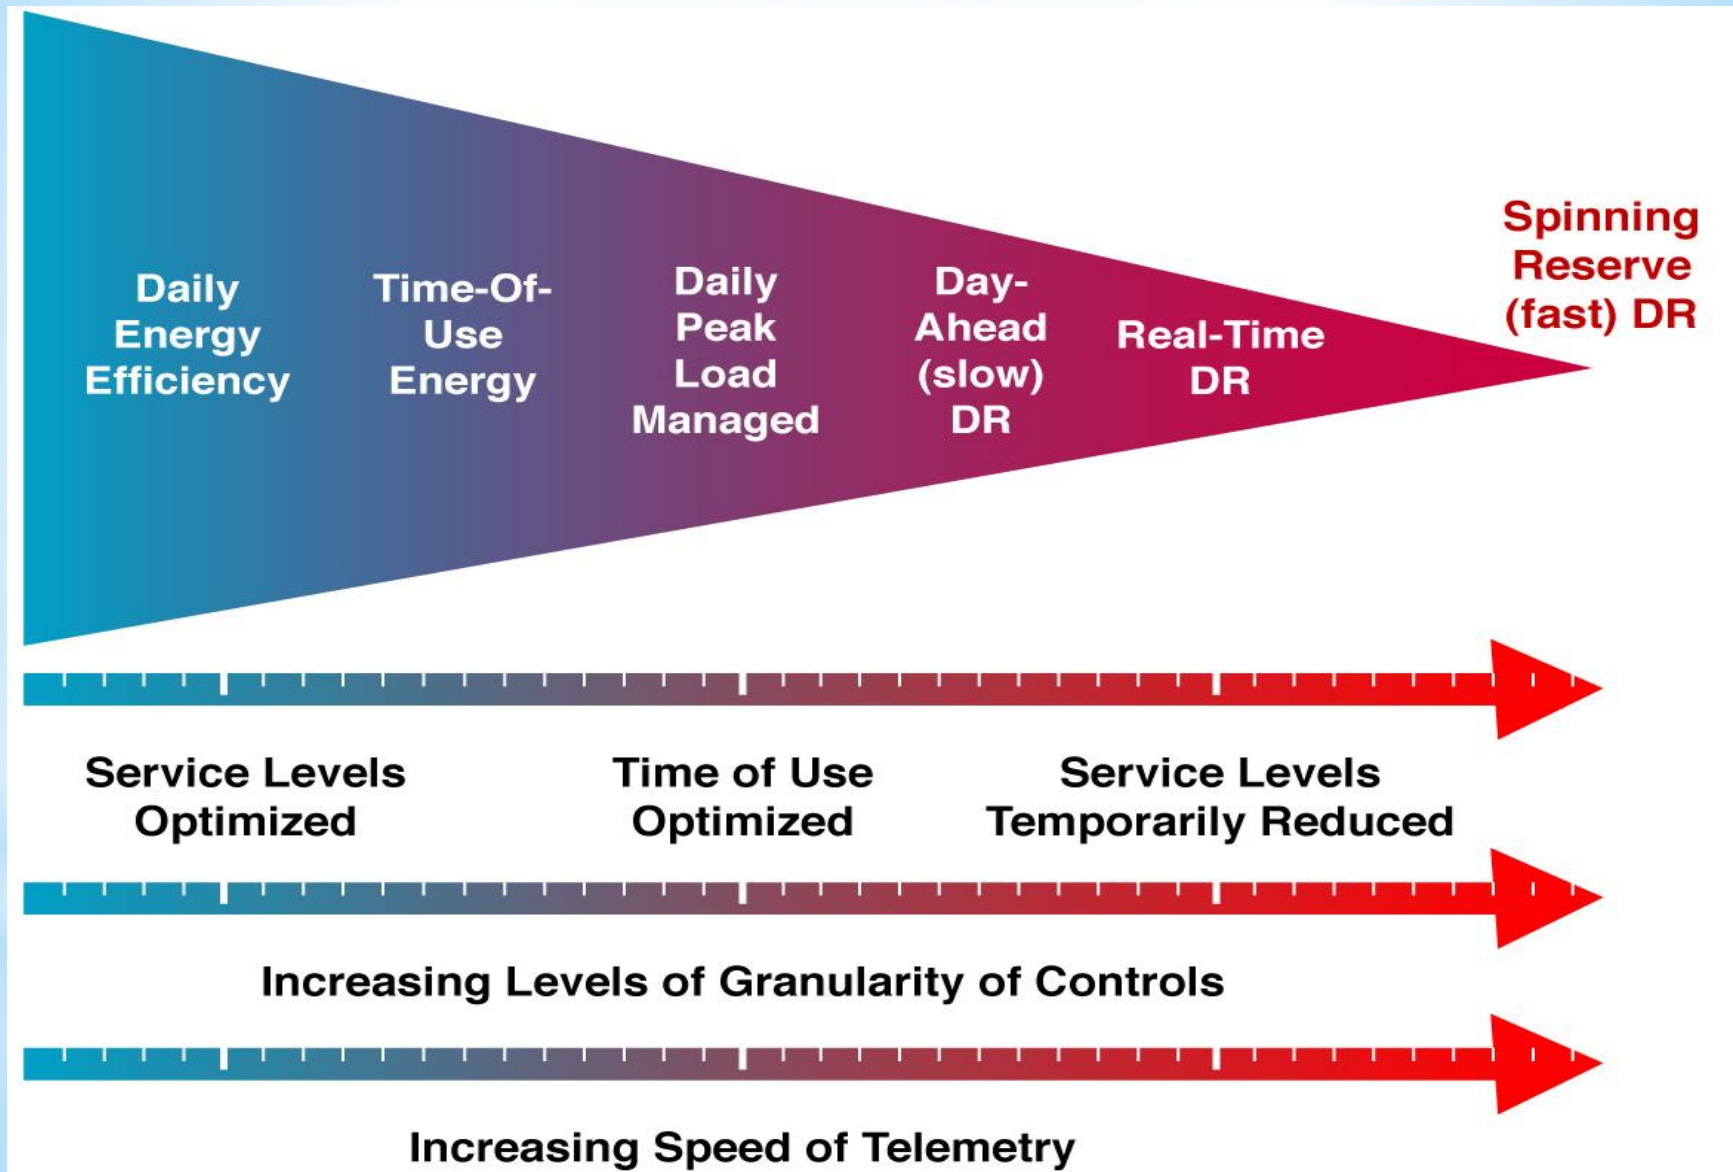 Daily
Energy
Efficiency
Time-Of-
Use
Energy
Daily
Peak
Load
Managed
Day-
Ahead
(slow)
DR
Real-Time
DR
Spinning
Reserve
(fast) DR
Service Levels
Optimized
Time of Use
Optimized
Service Levels
Temporarily Reduced
Increasing Levels of Granularity of Controls
Increasing Speed of Telemetry